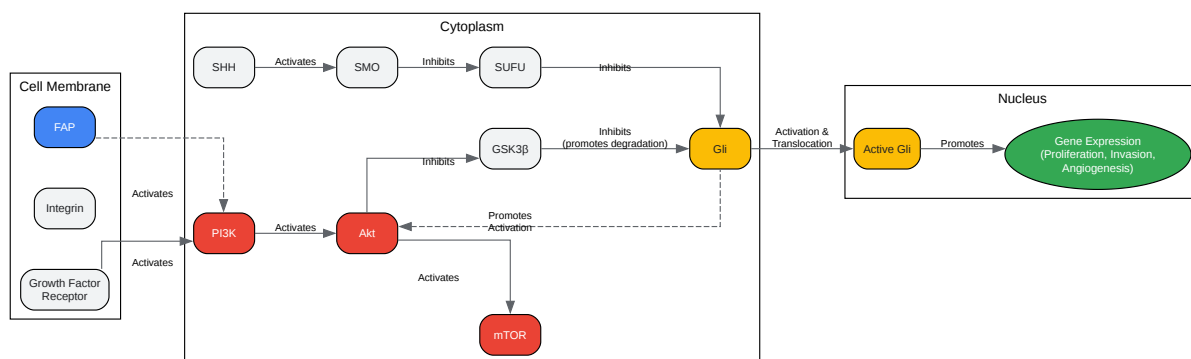 Cytoplasm
SHH
Activates
SMO
Inhibits
SUFU
Inhibits
Cell Membrane
FAP
Nucleus
GSK3β
Inhibits
(promotes degradation)
Gli
Activation &
Translocation
Active Gli
Promotes
Gene Expression
(Proliferation, Invasion,
Angiogenesis)
Inhibits
Activates
Integrin
PI3K
Activates
Akt
Promotes
Activation
Activates
Growth Factor
Receptor
Activates
mTOR